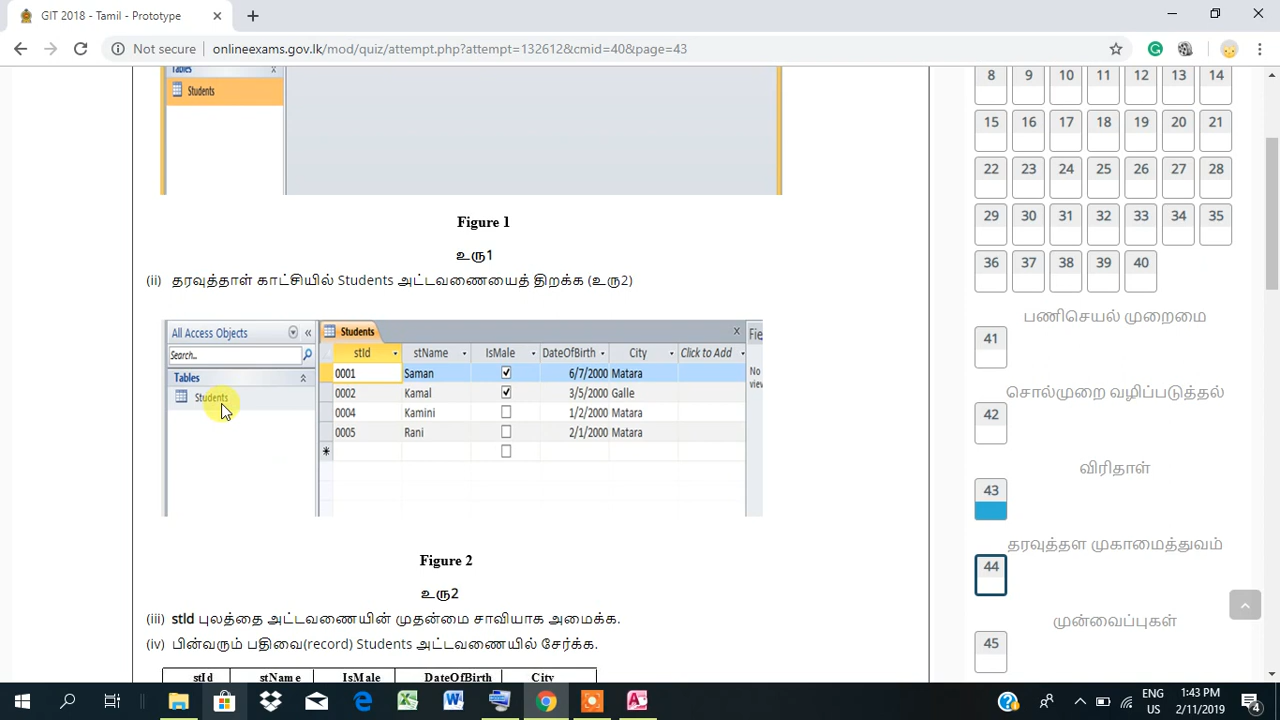 GIT 2018 - Tamil - Prototype
Not secure onlineexams.gov.lk/mod/quiz/attempt.php?attempt=132612&cmid=40&page=43
Tables
Students
Figure 1
உரு1
(ii) தரவுத்தாள் காட்சியில் Students அட்டவணையைத் திறக்க (உரு2)
All Access Objects
Search..
Tables
Students
Students
stId stName IsMale DateOfBirth City Click to Add
0001 Saman 6/7/2000 Matara
0002 Kamal 3/5/2000 Galle
0004 Kamini 1/2/2000 Matara
0005 Rani 2/1/2000 Matara
Fie
No
viev
Figure 2
உரு2
(iii) stId புலத்தை அட்டவணையின் முதன்மை சாவியாக அமைக்க.
(iv) பின்வரும் பதிவை(record) Students அட்டவணையில் சேர்க்க.
stId stName IsMale DateOfBirth City
8 9 10 11 12 13 14
15 16 17 18 19 20 21
22 23 24 25 26 27 28
29 30 31 32 33 34 35
36 37 38 39 40
பணிசெயல் முறைமை
41
சொல்முறை வழிப்படுத்தல்
42
விரிதாள்
43
தரவுத்தள முகாமைத்துவம்
44
முன்வைப்புகள்
45
ENG
US
1:43 PM
2/11/2019
4